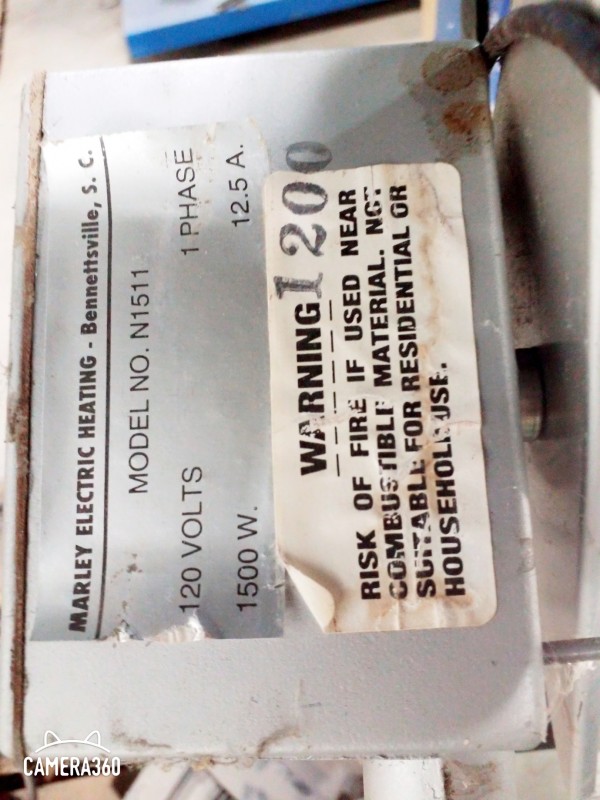 MARLEY ELECTRIC HEATING - Bennettsville, S. C.
MODEL NO. N1511
120 VOLTS 1 PHASE
1500 W. 12.5 A.
1200
WARNING
RISK OF FIRE IF USED NEAR
COMBUSTIBLE MATERIAL. NOT
SUITABLE FOR RESIDENTIAL OR
HOUSEHOLD USE.
CAMERA360